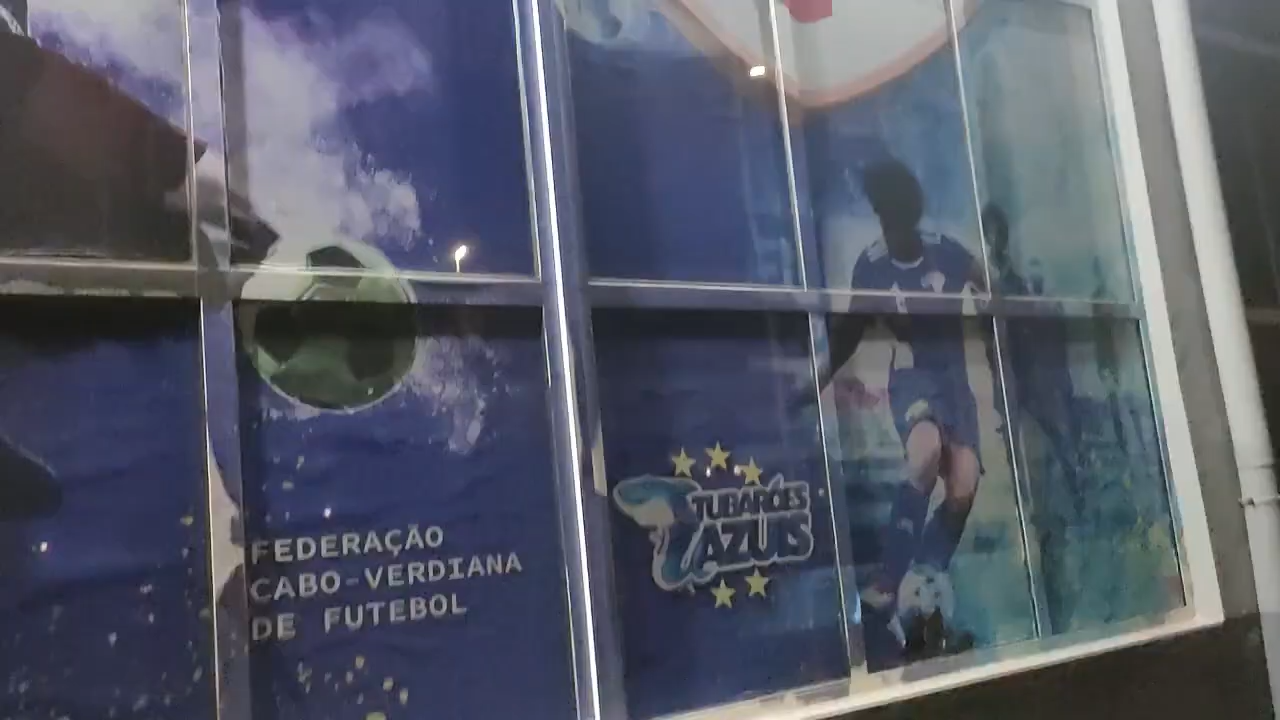 FEDERAÇÃO
CABO-VERDIANA
DE FUTEBOL
TUBARÕES
AZUIS